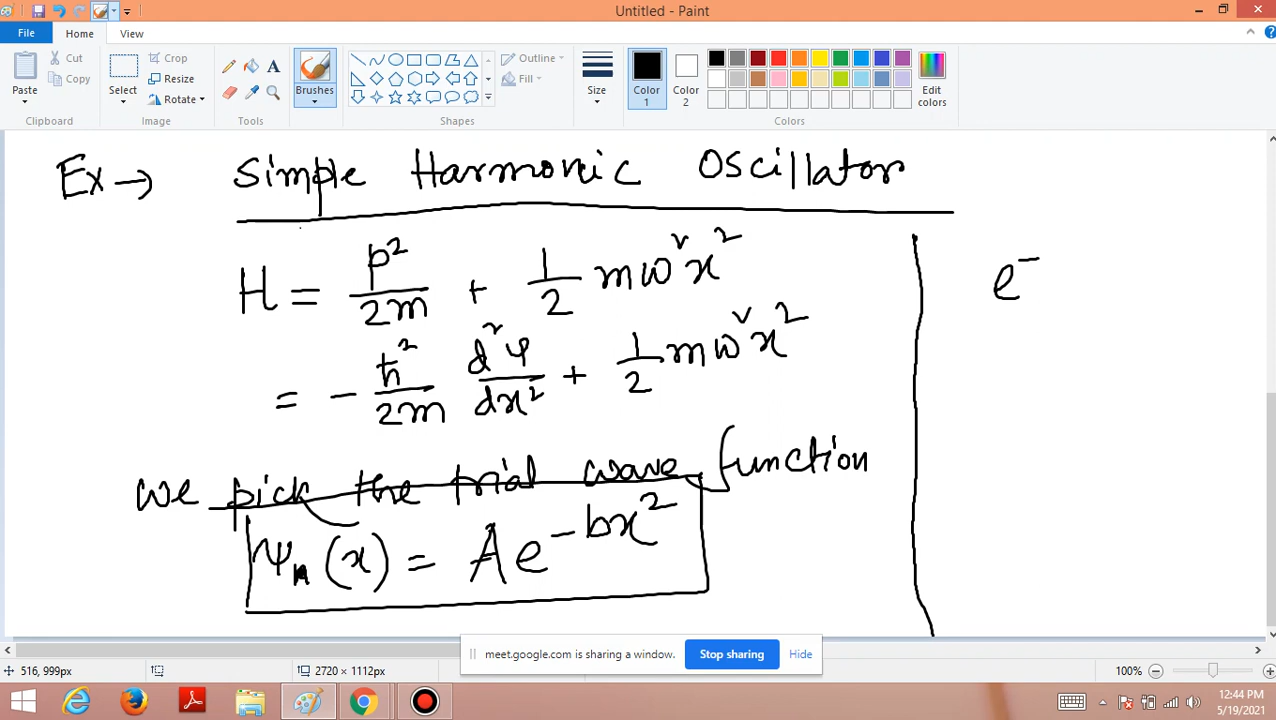 Untitled - Paint
File Home View
Paste Cut Copy Clipboard
Select Crop Resize Rotate Image
A Tools
Brushes
Outline Fill Shapes
Size
Color 1 Color 2 Edit colors Colors
Ex → Simple Harmonic Oscillator
H = p²/2m + 1/2 mω²x²
= - ħ²/2m d²ψ/dx² + 1/2 mω²x²
e⁻
We pick the trial wave function
ψₙ(x) = Ae^-bx²
meet.google.com is sharing a window. Stop sharing Hide
516, 999px 2720 × 1112px 100%
12:44 PM
5/19/2021